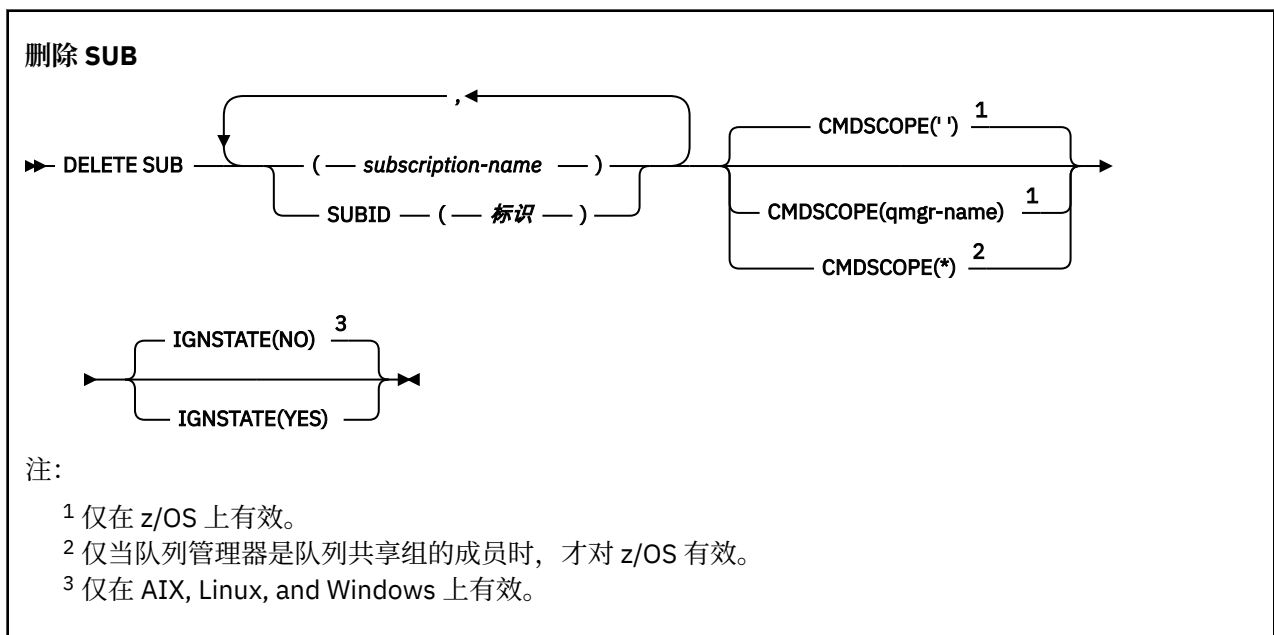 删除 SUB
,
DELETE SUB ( subscription-name ) CMDSCOPE(' ') 1
SUBID ( 标识 ) CMDSCOPE(qmgr-name) 1
CMDSCOPE(*) 2
IGNSTATE(NO) 3
IGNSTATE(YES)
注：
1 仅在 z/OS 上有效。
2 仅当队列管理器是队列共享组的成员时，才对 z/OS 有效。
3 仅在 AIX, Linux, and Windows 上有效。